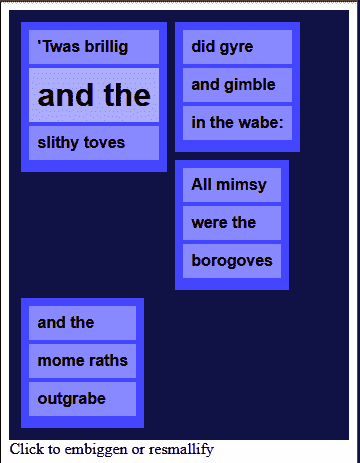 'Twas brillig
and the
slithy toves
did gyre
and gimble
in the wabe:
All mimsy
were the
borogoves
and the
mome raths
outgrabe
Click to embiggen or resmallify